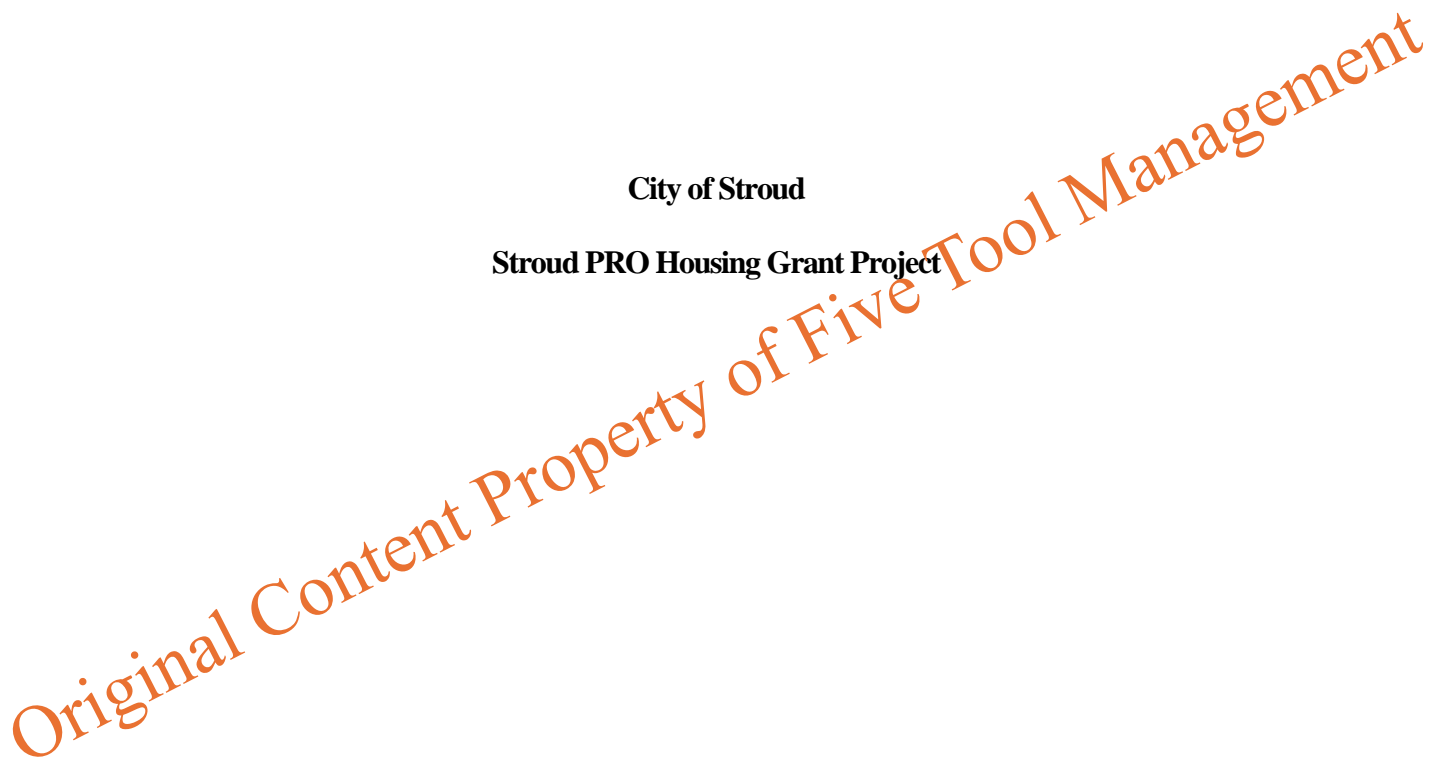 City of Stroud
Stroud PRO Housing Grant Project
Original Content Property of Five Tool Management